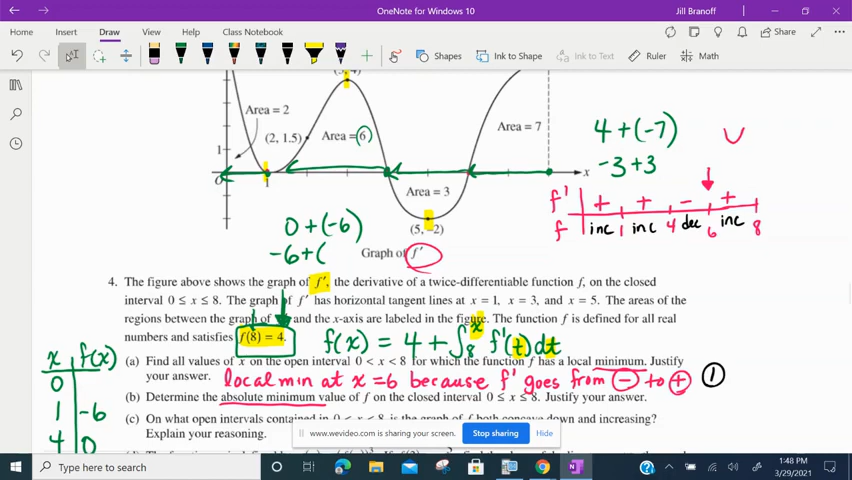 OneNote for Windows 10
Jill Branoff
Home Insert Draw View Help Class Notebook Share
Shapes Ink to Shape Ink to Text Ruler Math
Area = 2
(2, 1.5)
Area = 6
Area = 7
1
0
1
x
Area = 3
(5, -2)
Graph of f'
4 + (-7)
-3 + 3
f' + + - +
f inc 1 inc 4 dec 6 inc 8
0 + (-6)
-6 + (
4. The figure above shows the graph of f', the derivative of a twice-differentiable function f, on the closed
interval 0 ≤ x ≤ 8. The graph of f' has horizontal tangent lines at x = 1, x = 3, and x = 5. The areas of the
regions between the graph of f' and the x-axis are labeled in the figure. The function f is defined for all real
numbers and satisfies f(8) = 4.
f(x) = 4 + ∫₈ˣ f'(t) dt
x f(x)
0
1 -6
4 0
(a) Find all values of x on the open interval 0 < x < 8 for which the function f has a local minimum. Justify
your answer.
local min at x = 6 because f' goes from - to + 1
(b) Determine the absolute minimum value of f on the closed interval 0 ≤ x ≤ 8. Justify your answer.
(c) On what open intervals contained in 0 < x < 8 is the graph of f both concave down and increasing?
Explain your reasoning.
www.wevideo.com is sharing your screen. Stop sharing Hide
Type here to search
1:48 PM
3/29/2021